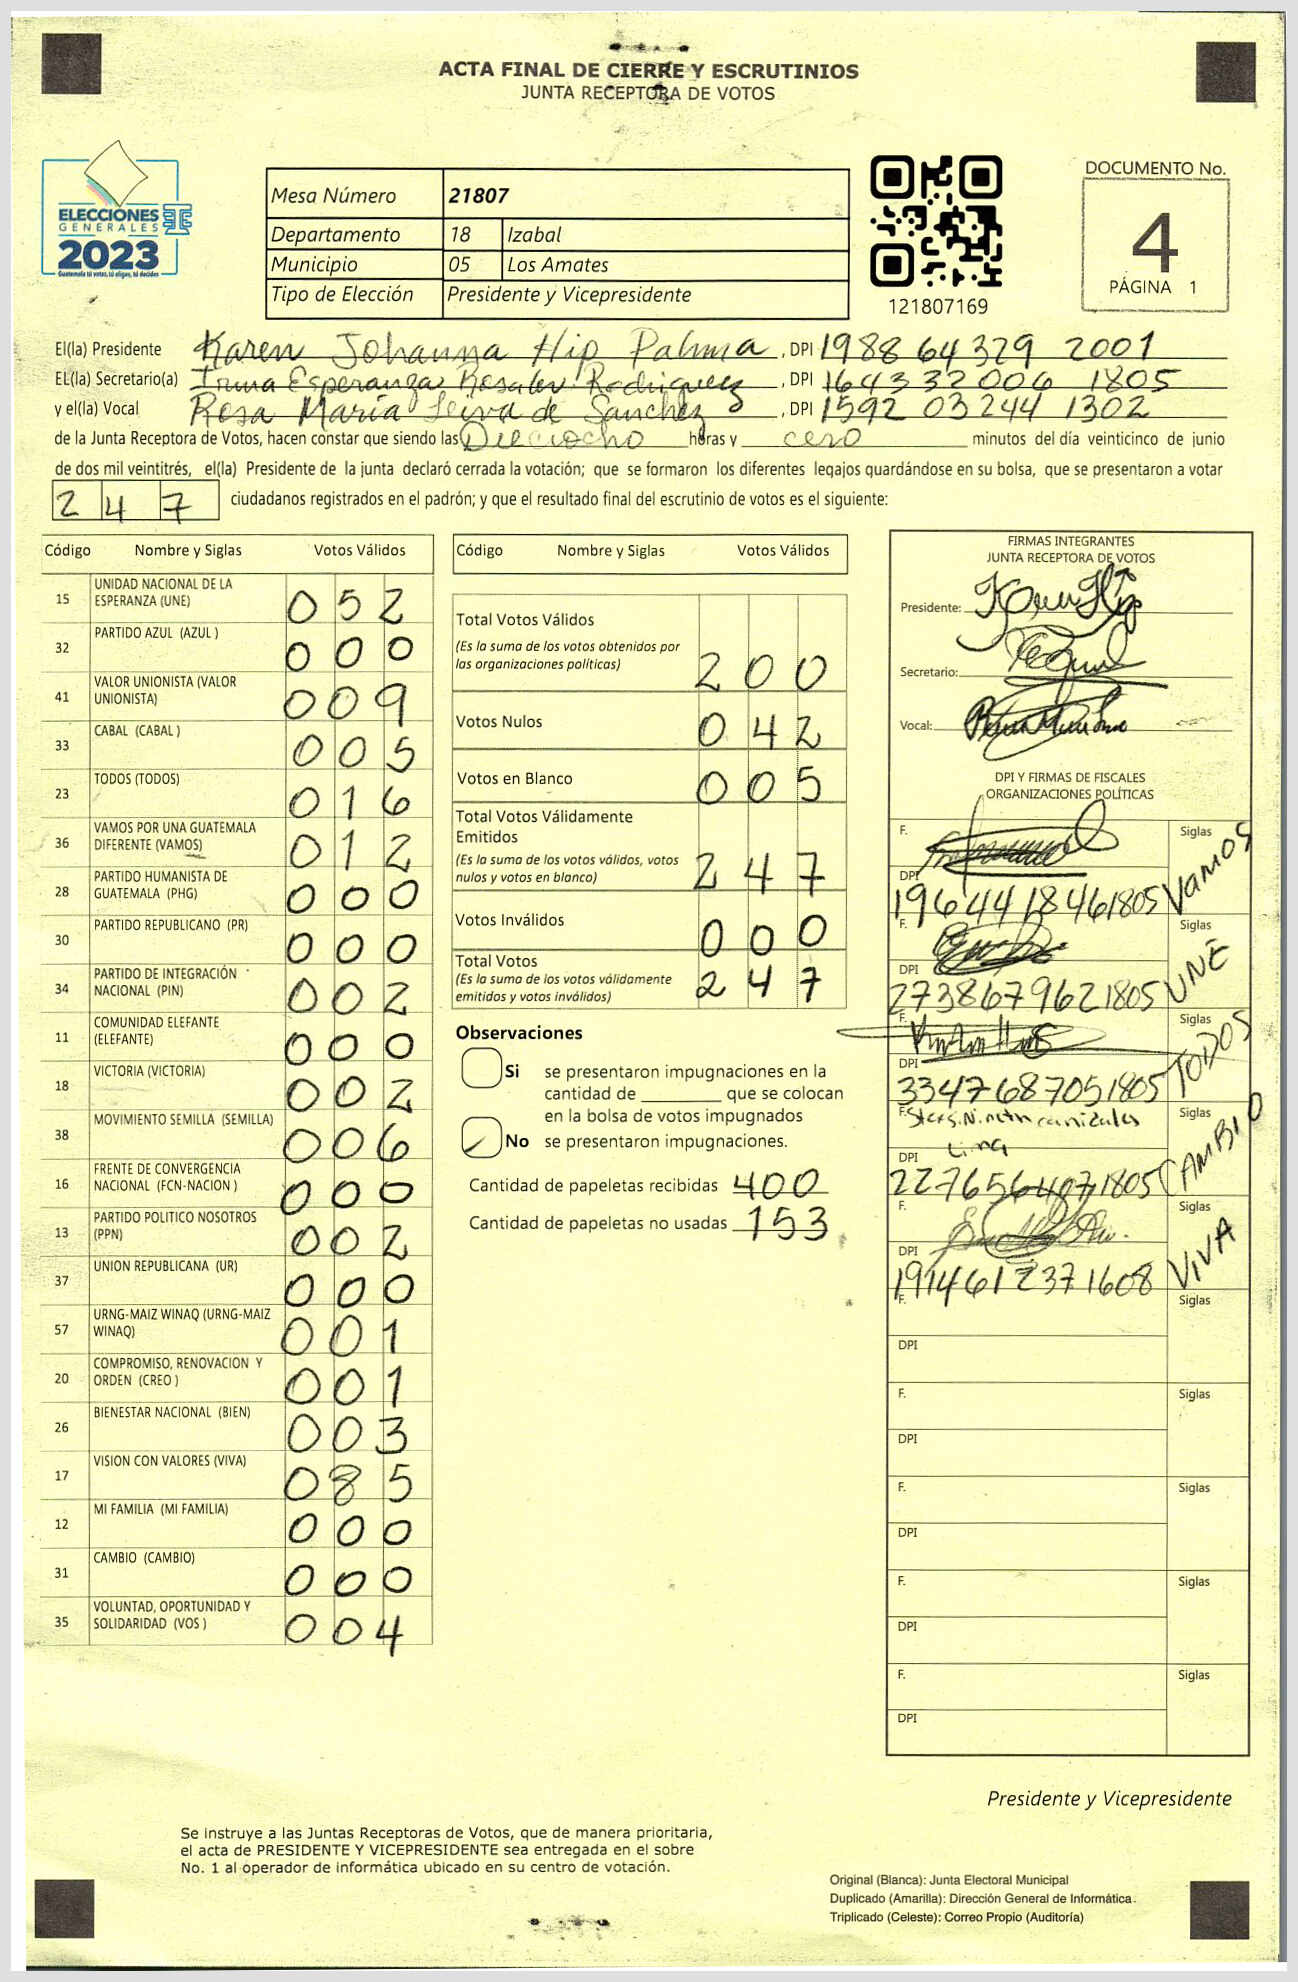 ACTA FINAL DE CIERRE Y ESCRUTINIOS
JUNTA RECEPTORA DE VOTOS
ELECCIONES
GENERALES
2023
Guatemala tú votas, tú eliges, tú decides
Mesa Número 21807
Departamento 18 Izabal
Municipio 05 Los Amates
Tipo de Elección Presidente y Vicepresidente
121807169
DOCUMENTO No.
4
PÁGINA 1
El(la) Presidente Karen Johanna Hip Palma, DPI 1988 64329 2001
EL(la) Secretario(a) Irma Esperanza Rosales Rodriguez, DPI 1643 32006 1805
y el(la) Vocal Rosa María Leiva de Sanchez, DPI 1592 03244 1302
de la Junta Receptora de Votos, hacen constar que siendo las Dieciocho horas y cero minutos del día veinticinco de junio
de dos mil veintitrés, el(la) Presidente de la junta declaró cerrada la votación; que se formaron los diferentes legajos guardándose en su bolsa, que se presentaron a votar
247 ciudadanos registrados en el padrón; y que el resultado final del escrutinio de votos es el siguiente:
Código Nombre y Siglas Votos Válidos
15 UNIDAD NACIONAL DE LA ESPERANZA (UNE) 052
32 PARTIDO AZUL (AZUL ) 000
41 VALOR UNIONISTA (VALOR UNIONISTA) 009
33 CABAL (CABAL ) 005
23 TODOS (TODOS) 016
36 VAMOS POR UNA GUATEMALA DIFERENTE (VAMOS) 012
28 PARTIDO HUMANISTA DE GUATEMALA (PHG) 000
30 PARTIDO REPUBLICANO (PR) 000
34 PARTIDO DE INTEGRACIÓN NACIONAL (PIN) 002
11 COMUNIDAD ELEFANTE (ELEFANTE) 000
18 VICTORIA (VICTORIA) 002
38 MOVIMIENTO SEMILLA (SEMILLA) 006
16 FRENTE DE CONVERGENCIA NACIONAL (FCN-NACION ) 000
13 PARTIDO POLITICO NOSOTROS (PPN) 002
37 UNION REPUBLICANA (UR) 000
57 URNG-MAIZ WINAQ (URNG-MAIZ WINAQ) 001
20 COMPROMISO, RENOVACION Y ORDEN (CREO ) 001
26 BIENESTAR NACIONAL (BIEN) 003
17 VISION CON VALORES (VIVA) 085
12 MI FAMILIA (MI FAMILIA) 000
31 CAMBIO (CAMBIO) 000
35 VOLUNTAD, OPORTUNIDAD Y SOLIDARIDAD (VOS ) 004
Código Nombre y Siglas Votos Válidos
Total Votos Válidos
(Es la suma de los votos obtenidos por
las organizaciones políticas) 200
Votos Nulos 042
Votos en Blanco 005
Total Votos Válidamente
Emitidos
(Es la suma de los votos válidos, votos
nulos y votos en blanco) 247
Votos Inválidos 000
Total Votos
(Es la suma de los votos válidamente
emitidos y votos inválidos) 247
Observaciones
Si se presentaron impugnaciones en la
cantidad de ________ que se colocan
en la bolsa de votos impugnados
No se presentaron impugnaciones.
Cantidad de papeletas recibidas 400
Cantidad de papeletas no usadas 153
FIRMAS INTEGRANTES
JUNTA RECEPTORA DE VOTOS
Presidente:
Secretario:
Vocal:
DPI Y FIRMAS DE FISCALES
ORGANIZACIONES POLÍTICAS
F. Siglas VAMOS
DPI 1964418461805
F. Siglas UNE
DPI 2738679621805
F. Siglas TODOS
DPI 3347687051805
F. Siglas CAMBIO
DPI 2276564071805
F. Siglas VIVA
DPI 1914612371608
F. Siglas
DPI
F. Siglas
DPI
F. Siglas
DPI
F. Siglas
DPI
F. Siglas
DPI
Presidente y Vicepresidente
Se instruye a las Juntas Receptoras de Votos, que de manera prioritaria,
el acta de PRESIDENTE Y VICEPRESIDENTE sea entregada en el sobre
No. 1 al operador de informática ubicado en su centro de votación.
Original (Blanca): Junta Electoral Municipal
Duplicado (Amarilla): Dirección General de Informática.
Triplicado (Celeste): Correo Propio (Auditoría)